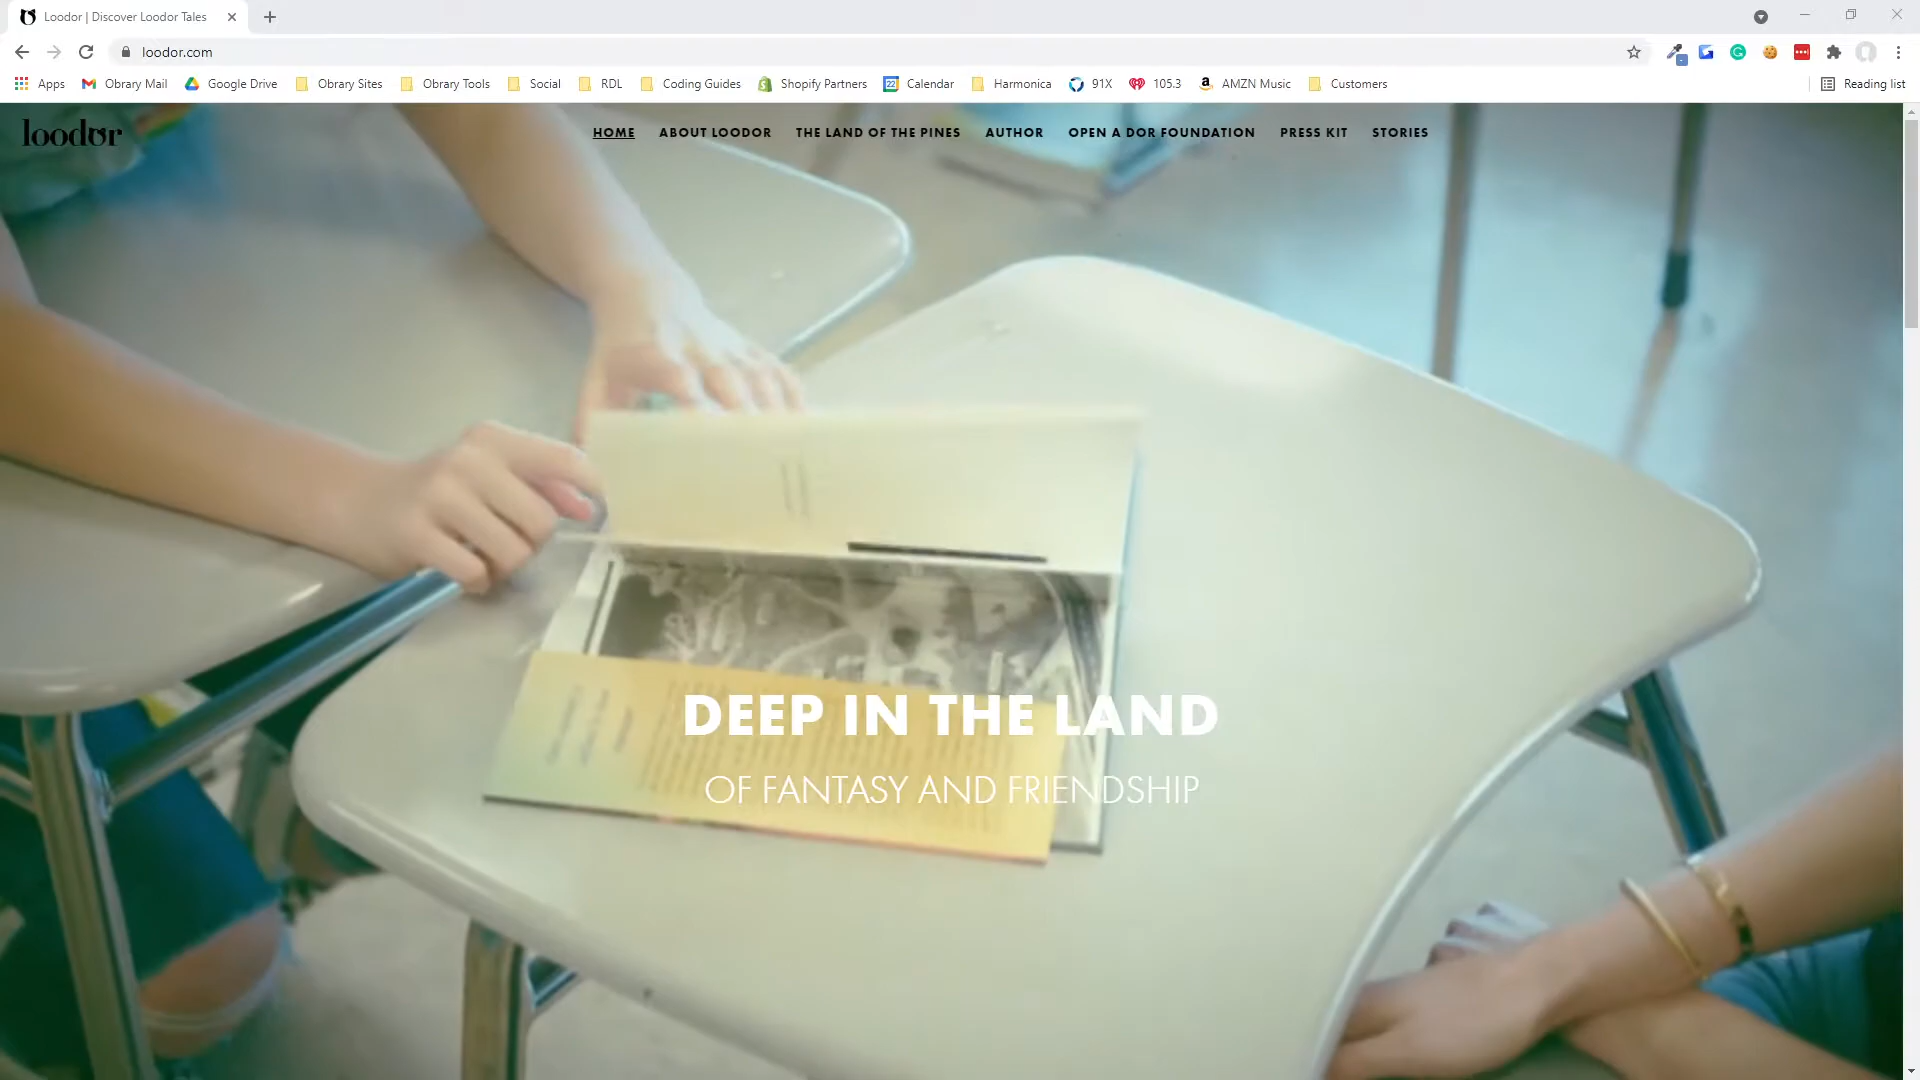 Loodor | Discover Loodor Tales
loodor.com
Apps Obrary Mail Google Drive Obrary Sites Obrary Tools Social RDL Coding Guides Shopify Partners 22 Calendar Harmonica 91X 105.3 AMZN Music Customers Reading list
loodor HOME ABOUT LOODOR THE LAND OF THE PINES AUTHOR OPEN A DOR FOUNDATION PRESS KIT STORIES
DEEP IN THE LAND
OF FANTASY AND FRIENDSHIP